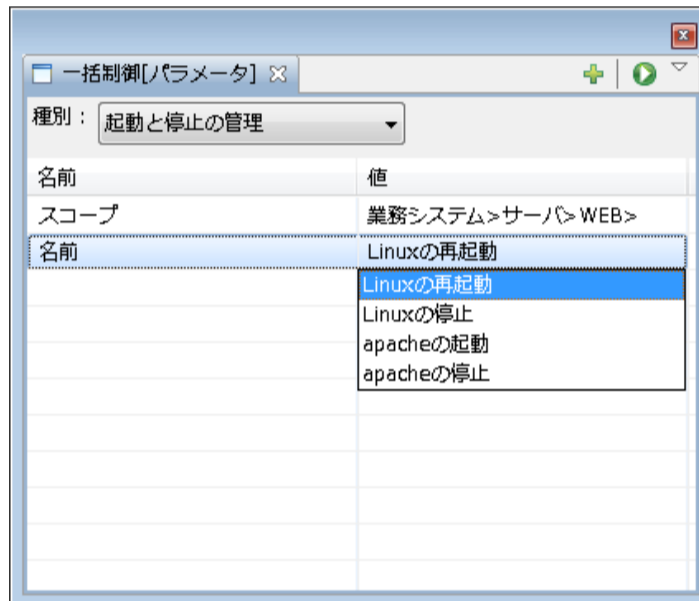 一括制御[パラメータ]
種別： 起動と停止の管理
名前 値
スコープ 業務システム>サーバ>WEB>
名前 Linuxの再起動
Linuxの再起動
Linuxの停止
apacheの起動
apacheの停止